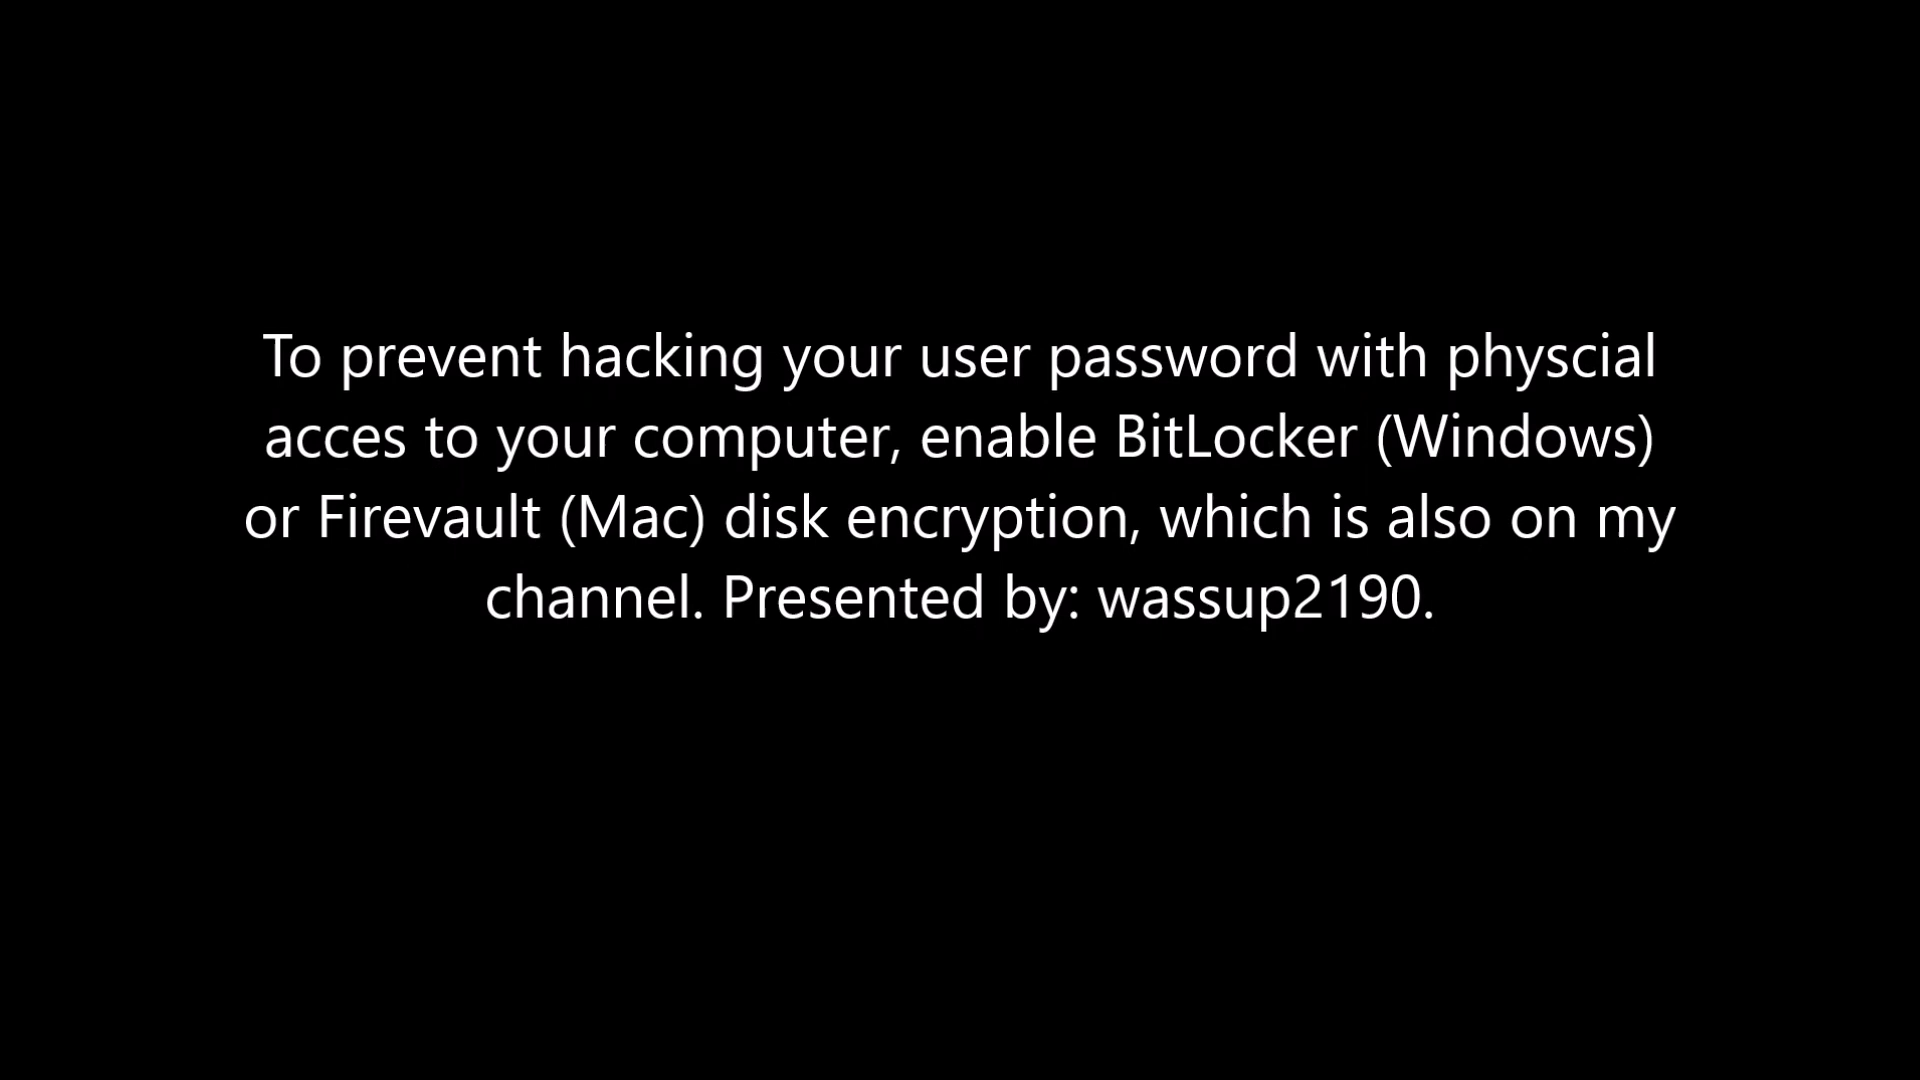 To prevent hacking your user password with physcial
acces to your computer, enable BitLocker (Windows)
or Firevault (Mac) disk encryption, which is also on my
channel. Presented by: wassup2190.